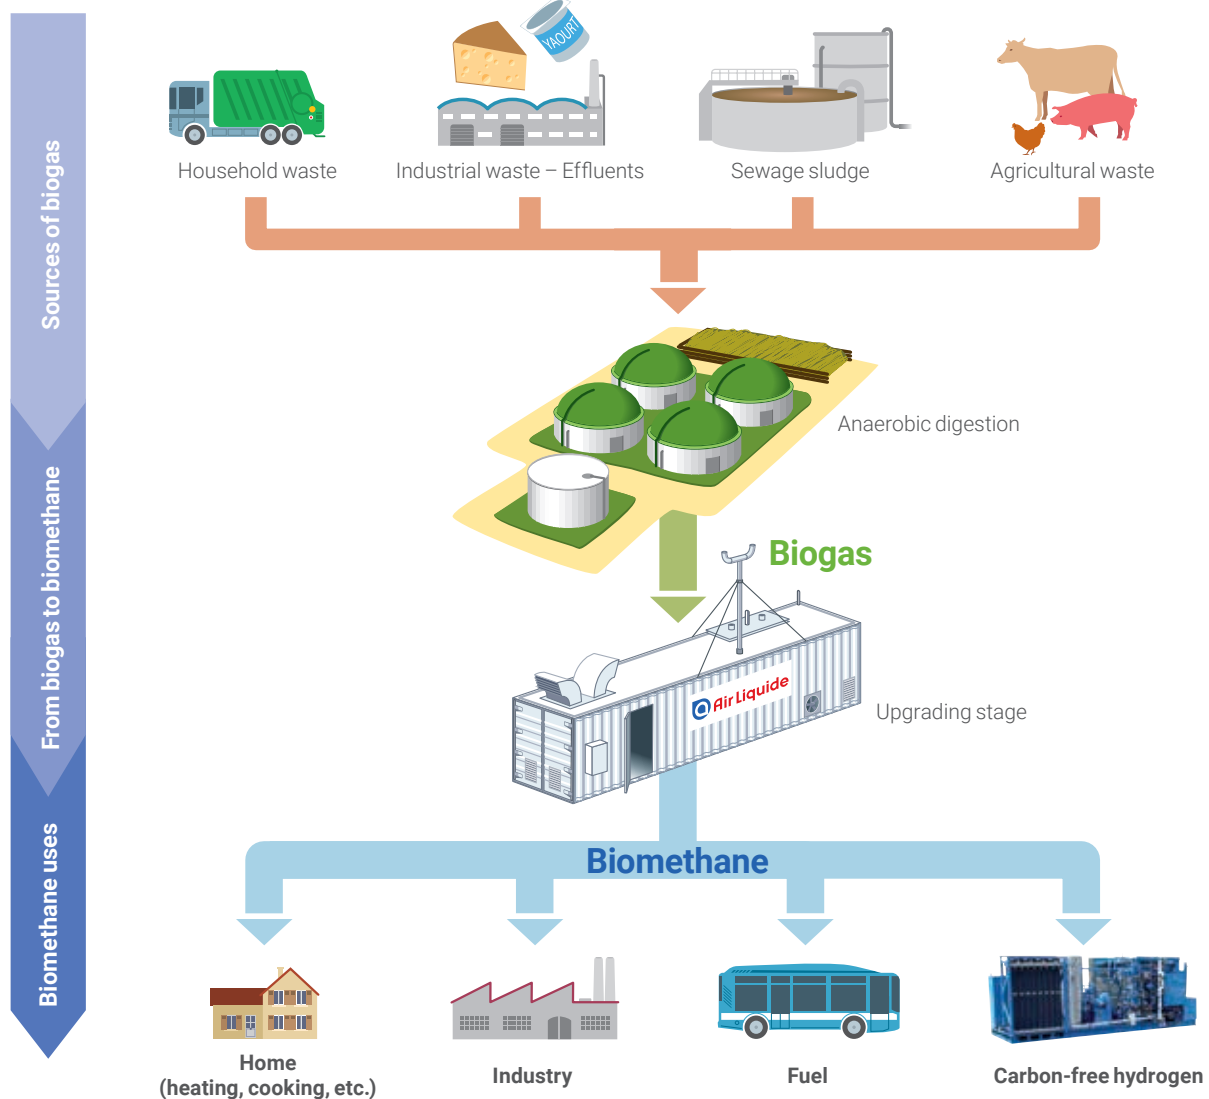 YAOURT
Household waste
Industrial waste – Effluents
Sewage sludge
Agricultural waste
Sources of biogas
Anaerobic digestion
From biogas to biomethane
Biogas
Air Liquide
Upgrading stage
Biomethane uses
Biomethane
Home
(heating, cooking, etc.)
Industry
Fuel
Carbon-free hydrogen